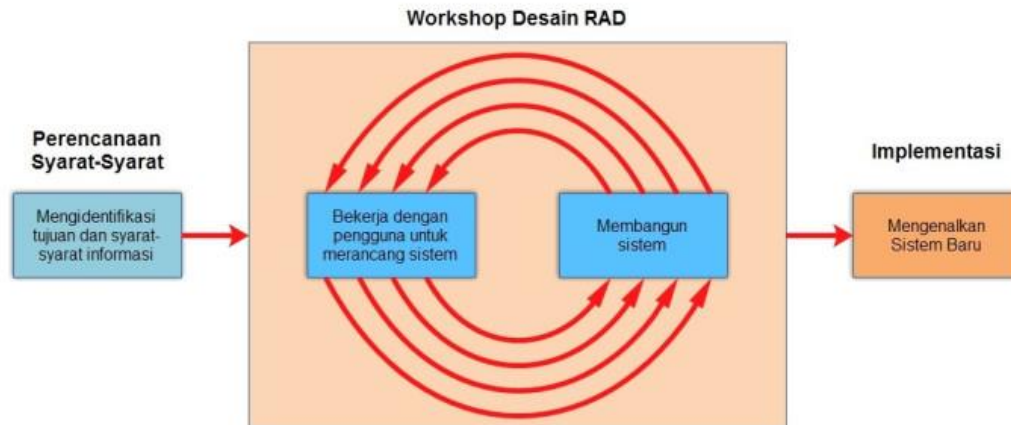 Workshop Desain RAD
Perencanaan
Syarat-Syarat
Mengidentifikasi
tujuan dan syarat-
syarat informasi
Bekerja dengan
pengguna untuk
merancang sistem
Membangun
sistem
Implementasi
Mengenalkan
Sistem Baru